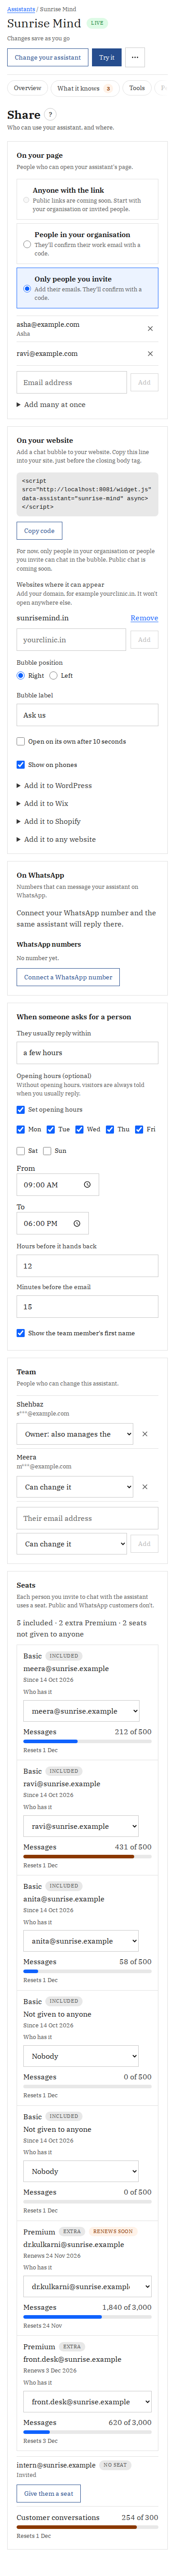 Assistants / Sunrise Mind
Sunrise Mind LIVE
Changes save as you go
Change your assistant Try it ...
Overview What it knows 3 Tools
Share ?
Who can use your assistant, and where.
On your page
People who can open your assistant's page.
Anyone with the link
Public links are coming soon. Start with
your organisation or invited people.
People in your organisation
They'll confirm their work email with a
code.
Only people you invite
Add their emails. They'll confirm with a
code.
asha@example.com
Asha
ravi@example.com
Email address Add
Add many at once
On your website
Add a chat bubble to your website. Copy this line
into your site, just before the closing body tag.
<script
src="http://localhost:8081/widget.js"
data-assistant="sunrise-mind" async>
</script>
Copy code
For now, only people in your organisation or people
you invite can chat in the bubble. Public chat is
coming soon.
Websites where it can appear
Add your domain, for example yourclinic.in. It won't
open anywhere else.
sunrisemind.in Remove
yourclinic.in Add
Bubble position
Right Left
Bubble label
Ask us
Open on its own after 10 seconds
Show on phones
Add it to WordPress
Add it to Wix
Add it to Shopify
Add it to any website
On WhatsApp
Numbers that can message your assistant on
WhatsApp.
Connect your WhatsApp number and the
same assistant will reply there.
WhatsApp numbers
No number yet.
Connect a WhatsApp number
When someone asks for a person
They usually reply within
a few hours
Opening hours (optional)
Without opening hours, visitors are always told
when you usually reply.
Set opening hours
Mon Tue Wed Thu Fri
Sat Sun
From
09:00 AM
To
06:00 PM
Hours before it hands back
12
Minutes before the email
15
Show the team member's first name
Team
People who can change this assistant.
Shehbaz
s***@example.com
Owner: also manages the
Meera
m***@example.com
Can change it
Their email address
Can change it Add
Seats
Each person you invite to chat with the assistant
uses a seat. Public and WhatsApp customers don't.
5 included · 2 extra Premium · 2 seats
not given to anyone
Basic INCLUDED
meera@sunrise.example
Since 14 Oct 2026
Who has it
meera@sunrise.example
Messages 212 of 500
Resets 1 Dec
Basic INCLUDED
ravi@sunrise.example
Since 14 Oct 2026
Who has it
ravi@sunrise.example
Messages 431 of 500
Resets 1 Dec
Basic INCLUDED
anita@sunrise.example
Since 14 Oct 2026
Who has it
anita@sunrise.example
Messages 58 of 500
Resets 1 Dec
Basic INCLUDED
Not given to anyone
Since 14 Oct 2026
Who has it
Nobody
Messages 0 of 500
Resets 1 Dec
Basic INCLUDED
Not given to anyone
Since 14 Oct 2026
Who has it
Nobody
Messages 0 of 500
Resets 1 Dec
Premium EXTRA RENEWS SOON
dr.kulkarni@sunrise.example
Renews 24 Nov 2026
Who has it
dr.kulkarni@sunrise.example
Messages 1,840 of 3,000
Resets 24 Nov
Premium EXTRA
front.desk@sunrise.example
Renews 3 Dec 2026
Who has it
front.desk@sunrise.example
Messages 620 of 3,000
Resets 3 Dec
intern@sunrise.example NO SEAT
Invited
Give them a seat
Customer conversations 254 of 300
Resets 1 Dec